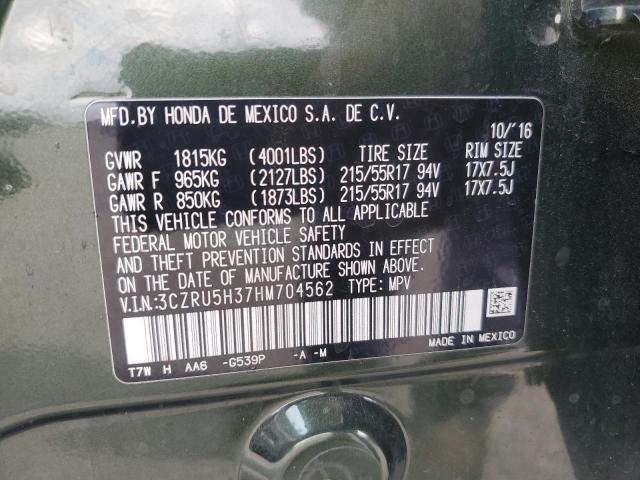 MFD.BY HONDA DE MEXICO S.A. DE C.V.
10/'16
GVWR 1815KG (4001LBS) TIRE SIZE RIM SIZE
GAWR F 965KG (2127LBS) 215/55R17 94V 17X7.5J
GAWR R 850KG (1873LBS) 215/55R17 94V 17X7.5J
THIS VEHICLE CONFORMS TO ALL APPLICABLE
FEDERAL MOTOR VEHICLE SAFETY
AND THEFT PREVENTION STANDARDS IN EFFECT
ON THE DATE OF MANUFACTURE SHOWN ABOVE.
V.I.N:3CZRU5H37HM704562 TYPE: MPV
MADE IN MEXICO
T7W H AA6 -G539P -A -M